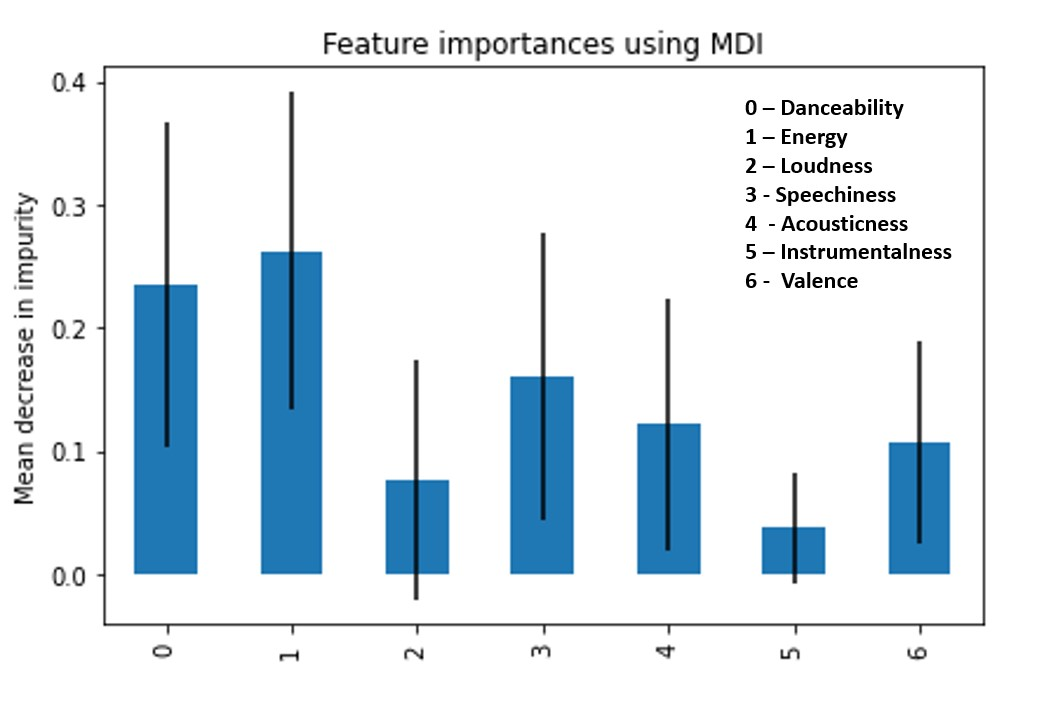 Feature importances using MDI
0.4
0.3
0.2
0.1
0.0
Mean decrease in impurity
0 – Danceability
1 – Energy
2 – Loudness
3 - Speechiness
4  - Acousticness
5 – Instrumentalness
6 -  Valence
0 1 2 3 4 5 6